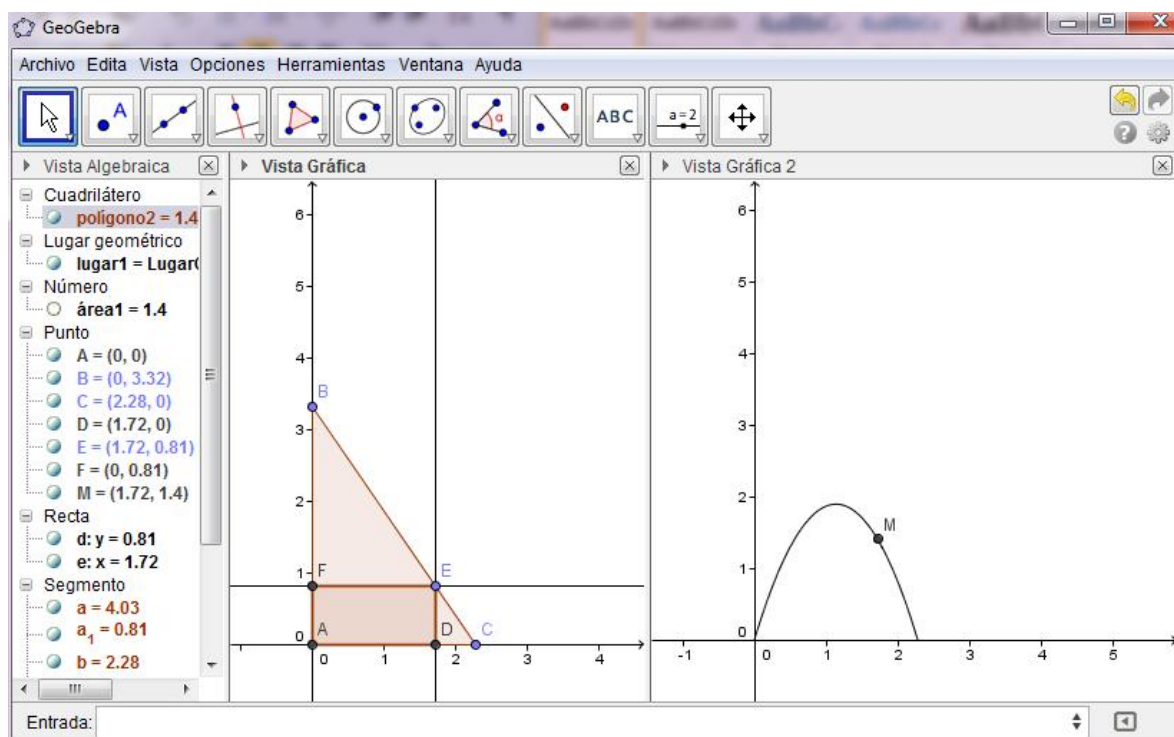 GeoGebra
Archivo Edita Vista Opciones Herramientas Ventana Ayuda
A
α
ABC
a=2
Vista Algebraica
Cuadrilátero
polígono2 = 1.4
Lugar geométrico
lugar1 = Lugar
Número
área1 = 1.4
Punto
A = (0, 0)
B = (0, 3.32)
C = (2.28, 0)
D = (1.72, 0)
E = (1.72, 0.81)
F = (0, 0.81)
M = (1.72, 1.4)
Recta
d: y = 0.81
e: x = 1.72
Segmento
a = 4.03
a1 = 0.81
b = 2.28
Vista Gráfica
6
5
4
B
3
2
1
F
E
0
A
D
C
0 1 2 3 4
Vista Gráfica 2
6
5
4
3
2
M
1
0
-1 0 1 2 3 4 5
Entrada: